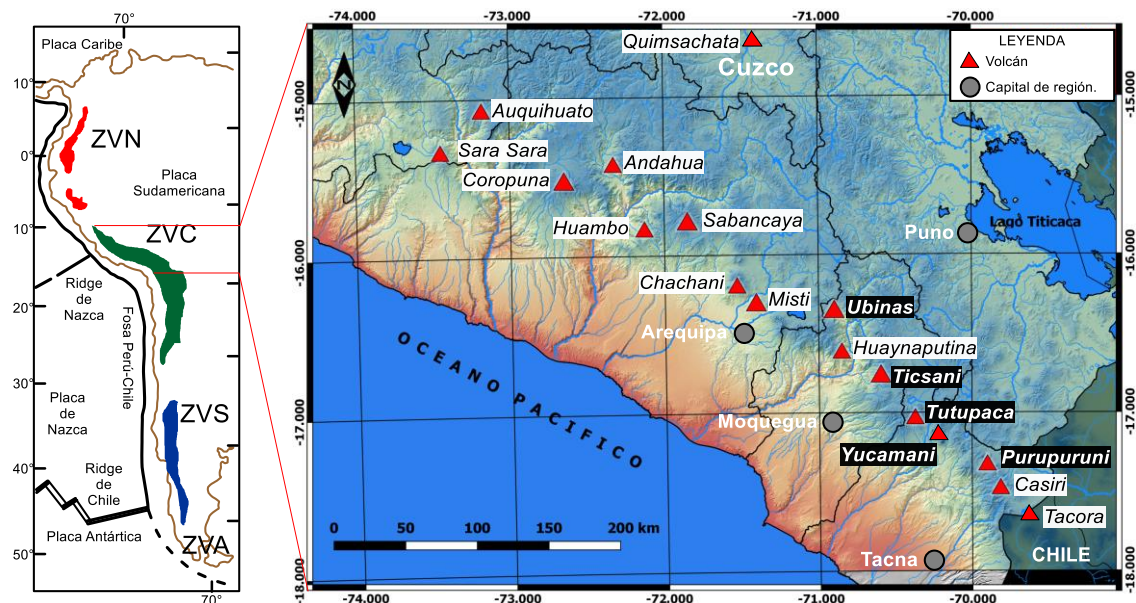 70°
Placa Caribe
10°
ZVN
0°
Placa
Sudamericana
10°
ZVC
Ridge
de
Nazca
20°
Fosa Perú-Chile
30°
Placa
de
Nazca
ZVS
40°
Ridge
de
Chile
Placa Antártica
ZVA
50°
70°
-74.000
-73.000
-72.000
-71.000
-70.000
-15.000
-16.000
-17.000
-18.000
N
Quimsachata
Cuzco
LEYENDA
Volcán
Capital de región.
Auquihuato
Sara Sara
Andahua
Coropuna
Sabancaya
Huambo
Puno
Lago Titicaca
Chachani
Misti
Ubinas
Arequipa
Huaynaputina
Ticsani
OCEANO PACIFICO
Tutupaca
Moquegua
Yucamani
Purupuruni
Casiri
Tacora
0 50 100 150 200 km
Tacna
CHILE
-15.000
-16.000
-17.000
-18.000
-74.000
-73.000
-72.000
-71.000
-70.000